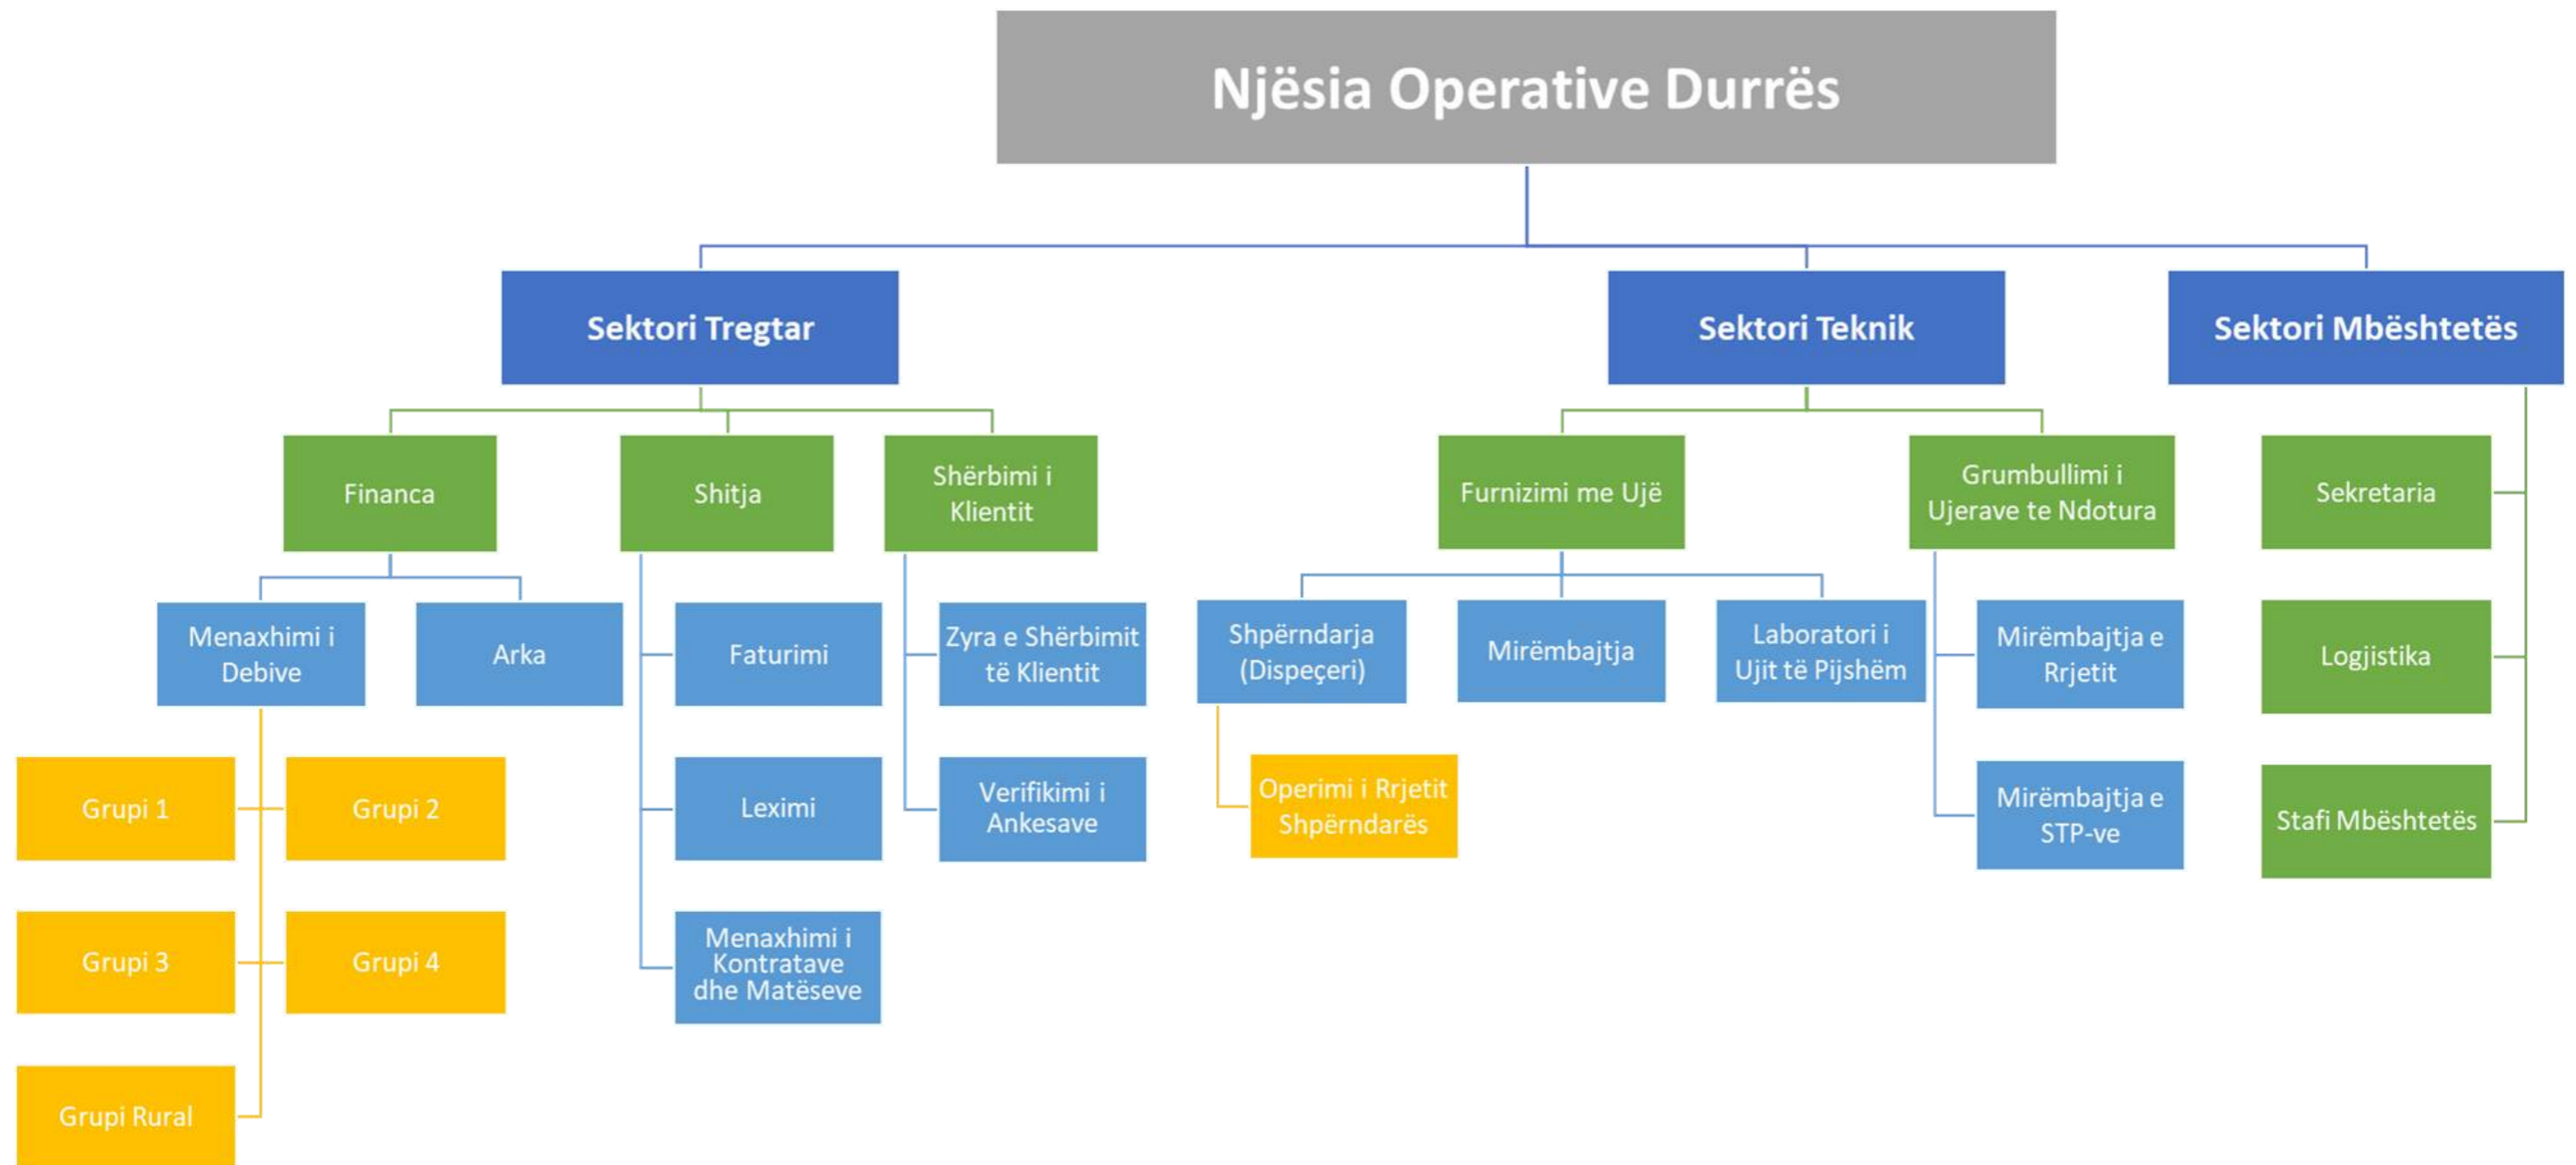 Njësia Operative Durrës
Sektori Tregtar
Sektori Teknik
Sektori Mbështetës
Financa
Shitja
Shërbimi i
Klientit
Furnizimi me Ujë
Grumbullimi i
Ujerave te Ndotura
Sekretaria
Menaxhimi i
Debive
Arka
Faturimi
Zyra e Shërbimit
të Klientit
Shpërndarja
(Dispeçeri)
Mirëmbajtja
Laboratori i
Ujit të Pijshëm
Mirëmbajtja e
Rrjetit
Logjistika
Grupi 1
Grupi 2
Leximi
Verifikimi i
Ankesave
Operimi i Rrjetit
Shpërndarës
Mirëmbajtja e
STP-ve
Stafi Mbështetës
Grupi 3
Grupi 4
Menaxhimi i
Kontratave
dhe Matëseve
Grupi Rural